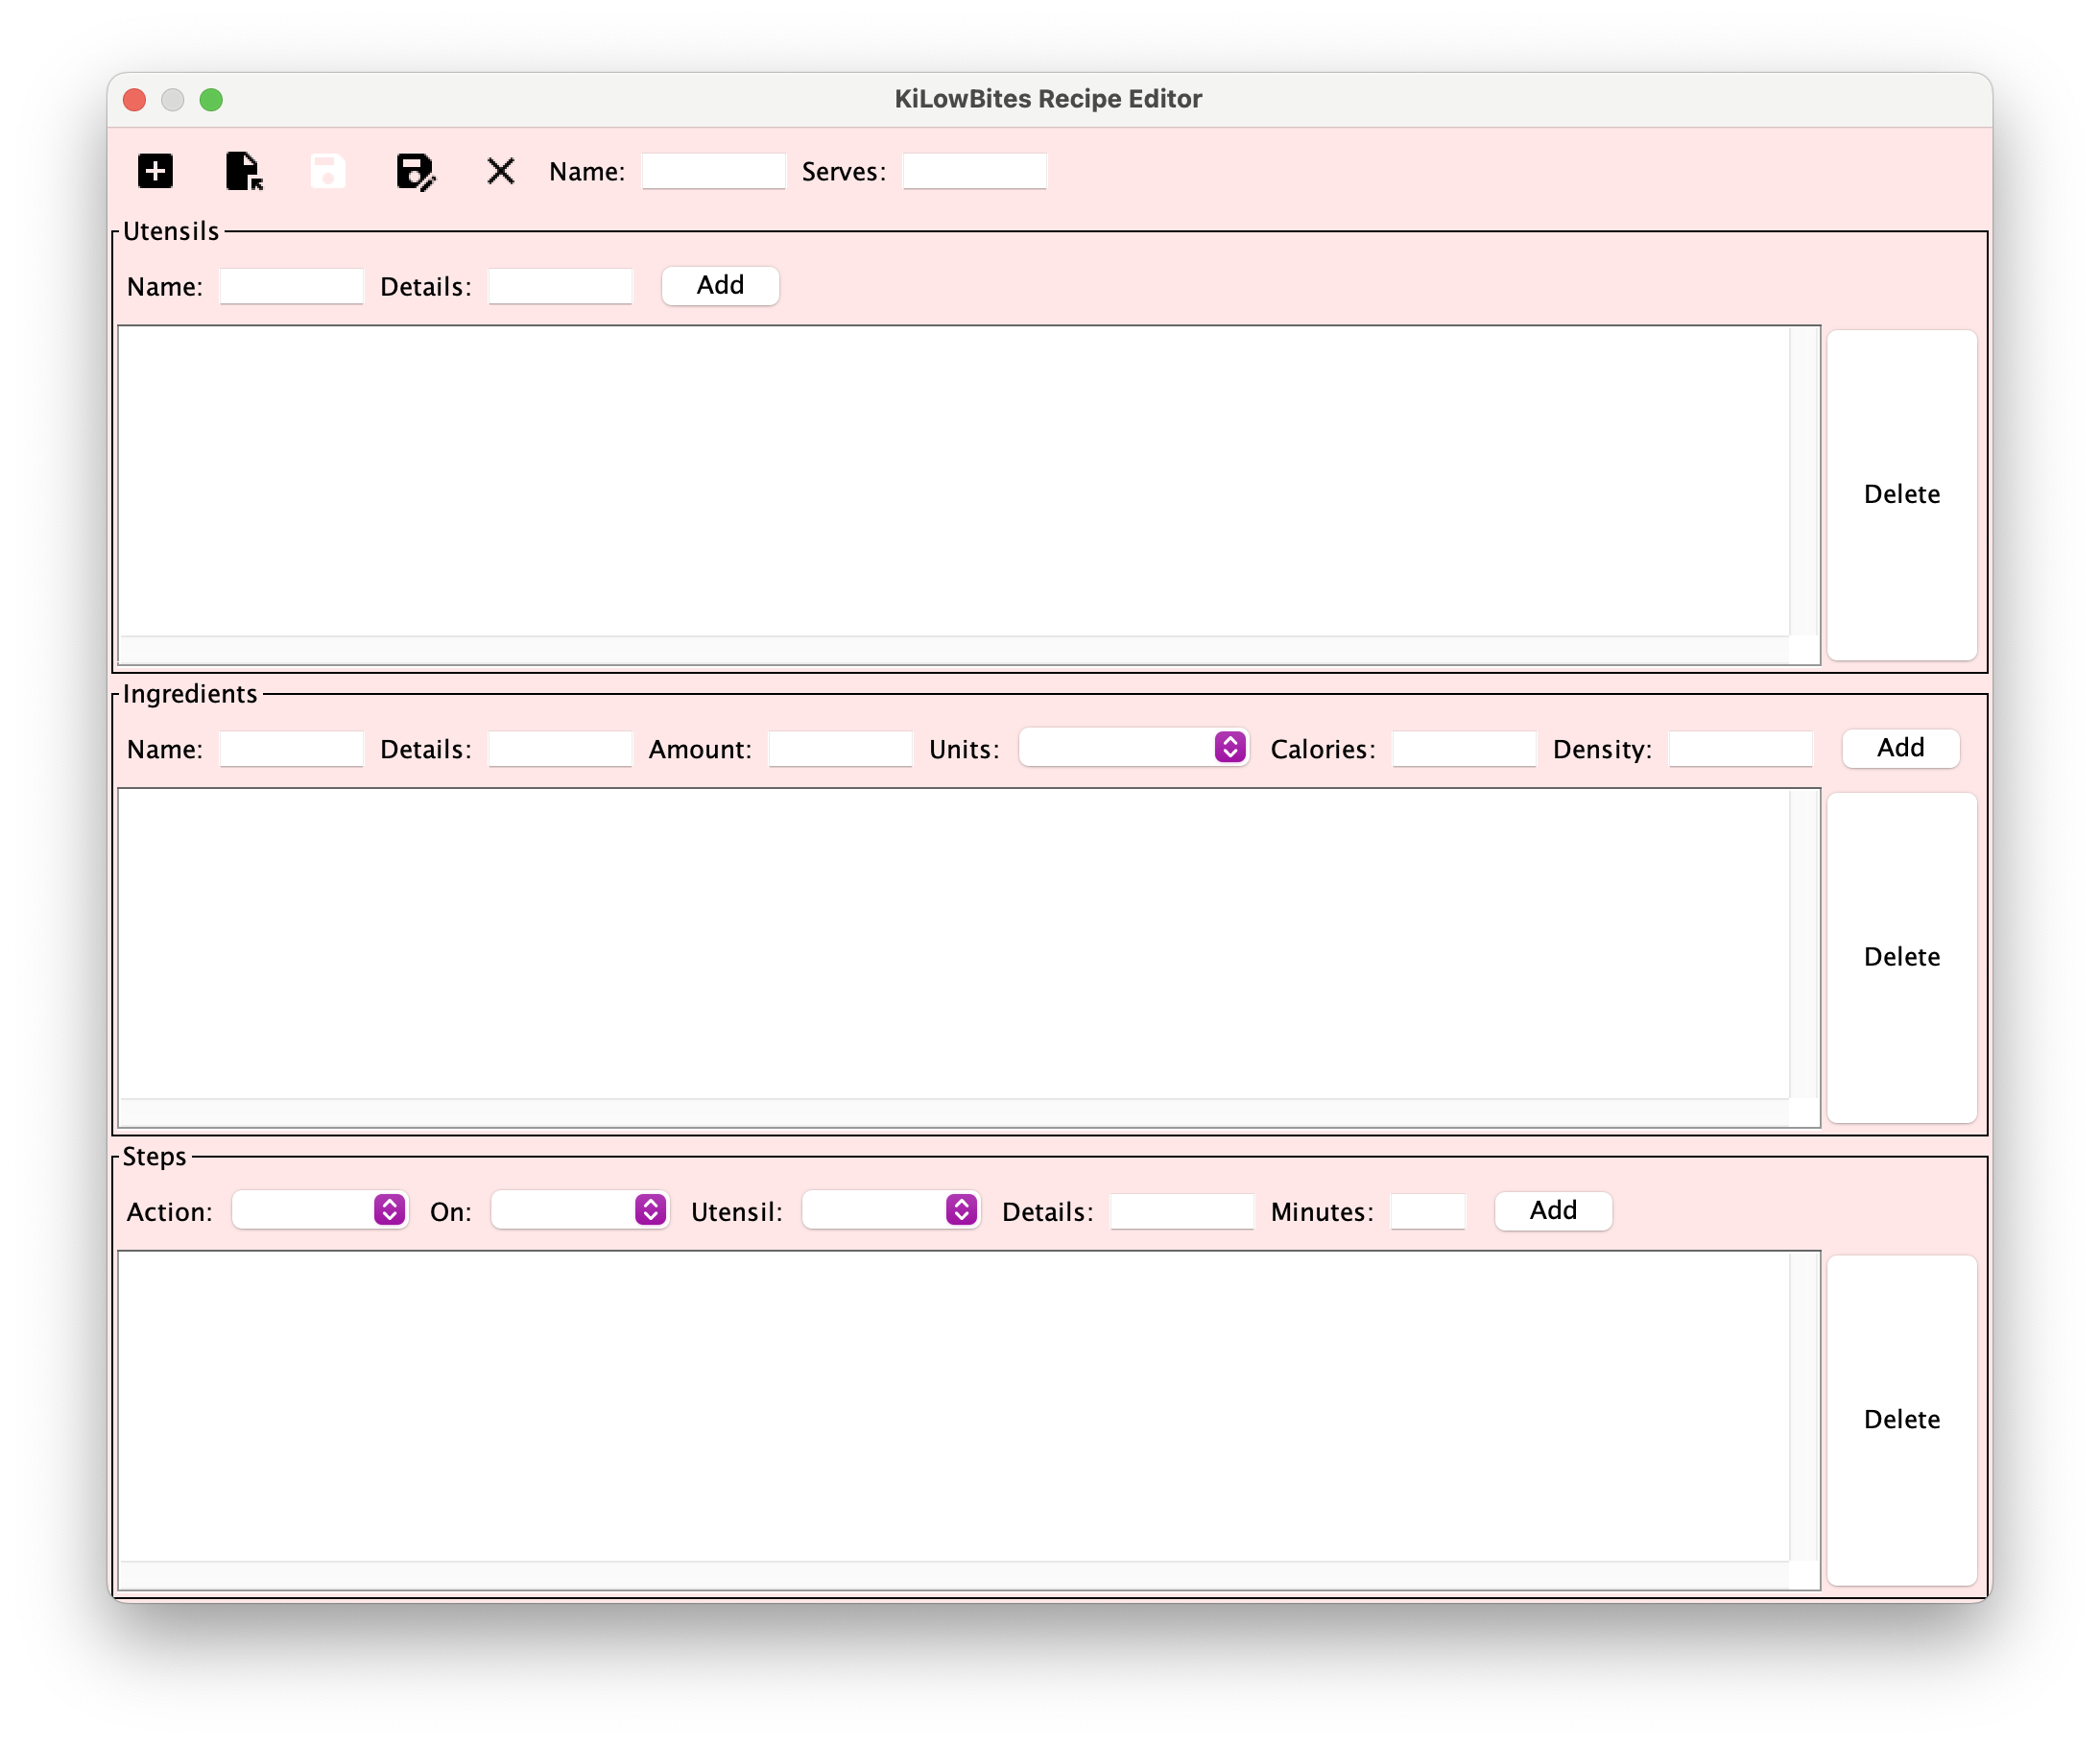 KiLowBites Recipe Editor
Name: Serves:
Utensils
Name: Details: Add
Delete
Ingredients
Name: Details: Amount: Units: Calories: Density: Add
Delete
Steps
Action: On: Utensil: Details: Minutes: Add
Delete